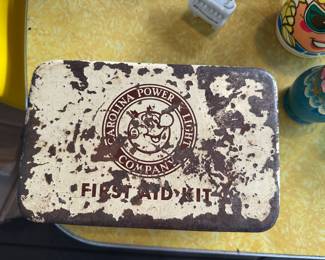 CAROLINA POWER & LIGHT
COMPANY
FIRST AID KIT